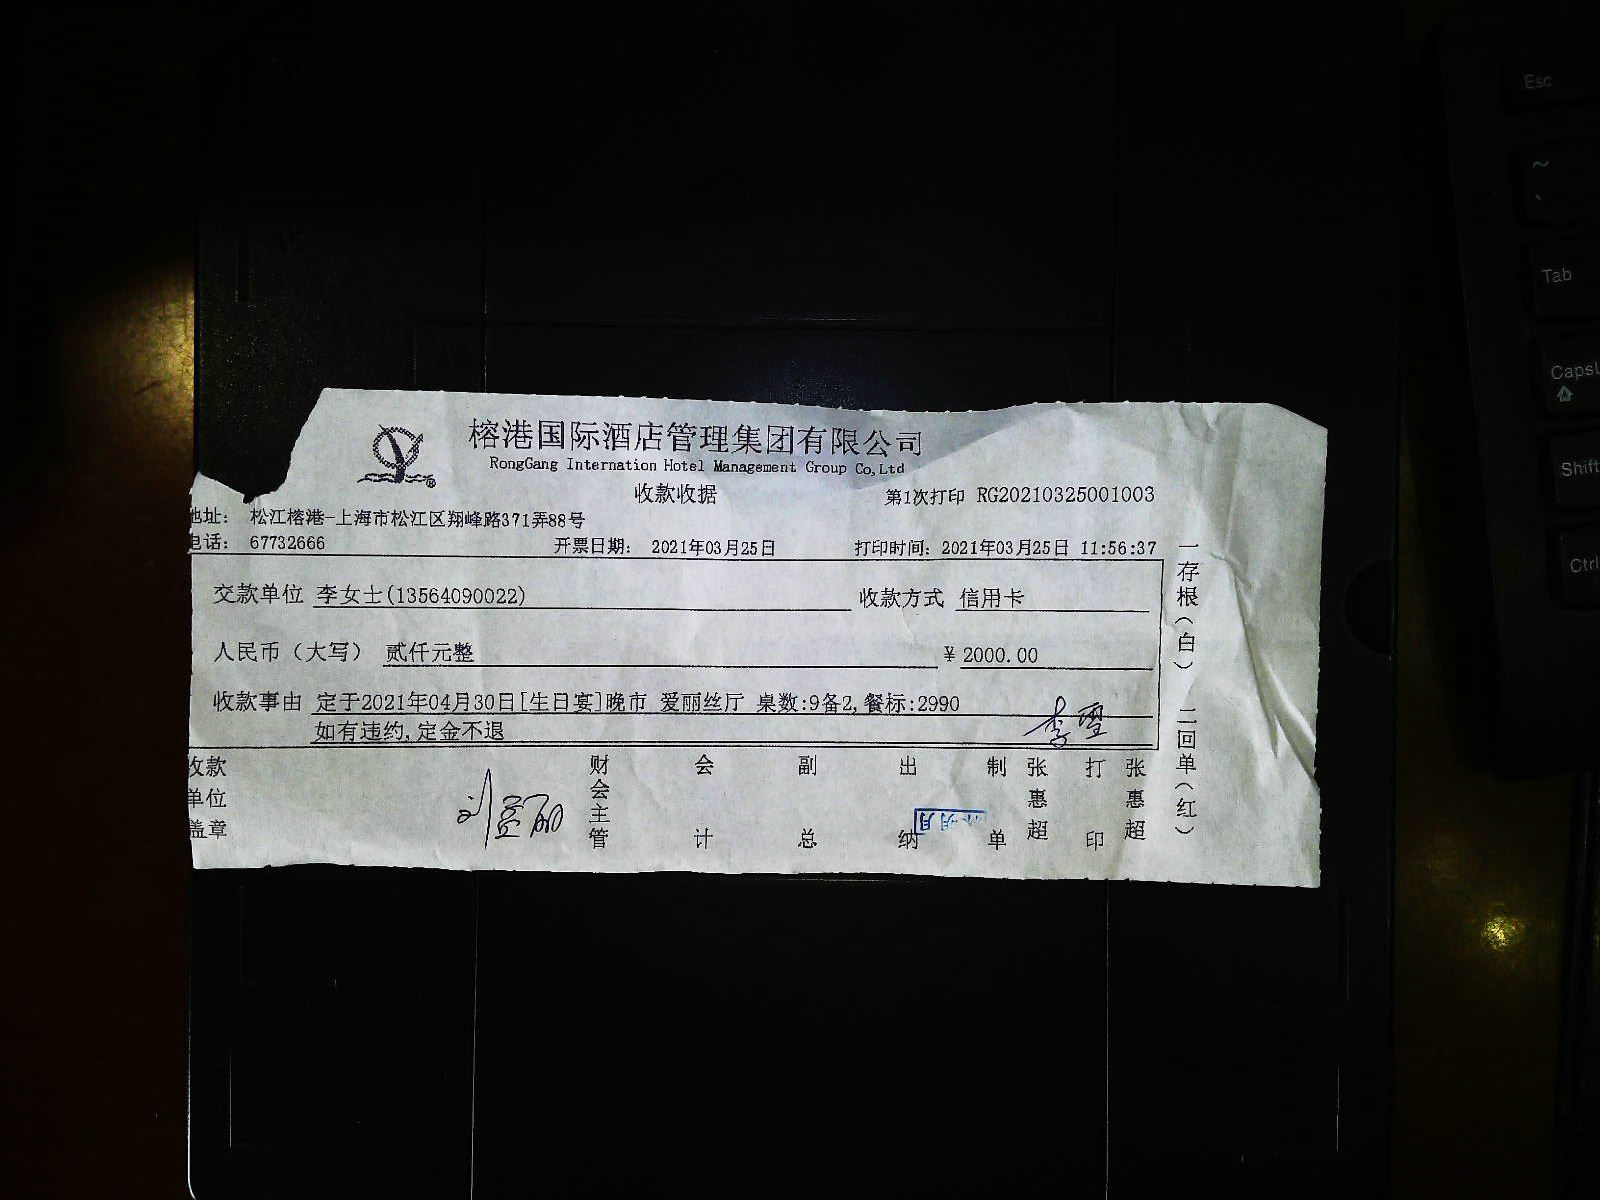 榕港国际酒店管理集团有限公司
RongGang Internation Hotel Management Group Co,Ltd
收款收据
第1次打印 RG20210325001003
地址： 松江榕港-上海市松江区翔峰路371弄88号
电话： 67732666
开票日期： 2021年03月25日
打印时间：2021年03月25日 11:56:37
交款单位 李女士(13564090022)
收款方式 信用卡
人民币（大写） 贰仟元整
¥ 2000.00
收款事由 定于2021年04月30日[生日宴]晚市 爱丽丝厅 桌数:9备2,餐标:2990
如有违约,定金不退
李雪
收款单位盖章
财会主管
会计
副总
出纳
制单
张惠超
打印
张惠超
一存根（白） 二回单（红）
Esc
~
`
Tab
CapsL
Shift
Ctrl
A5